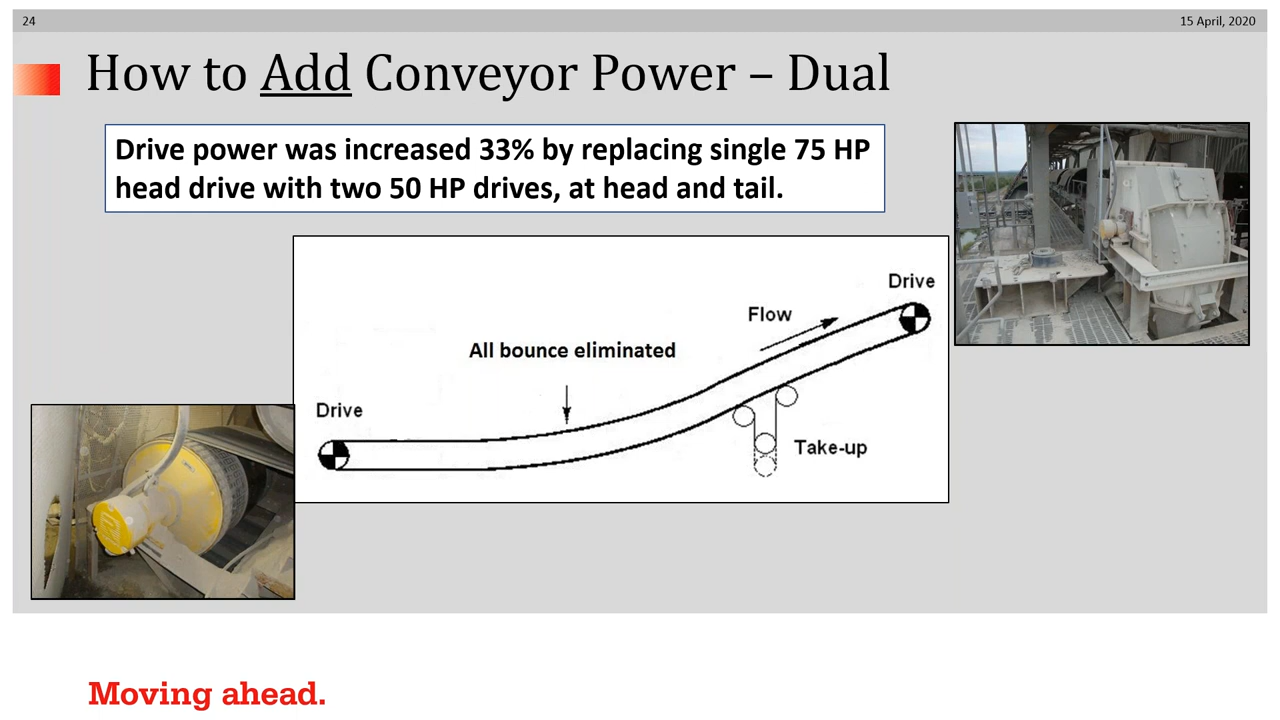 24
15 April, 2020
How to Add Conveyor Power – Dual
Drive power was increased 33% by replacing single 75 HP
head drive with two 50 HP drives, at head and tail.
Drive
Flow
All bounce eliminated
Drive
Take-up
Moving ahead.